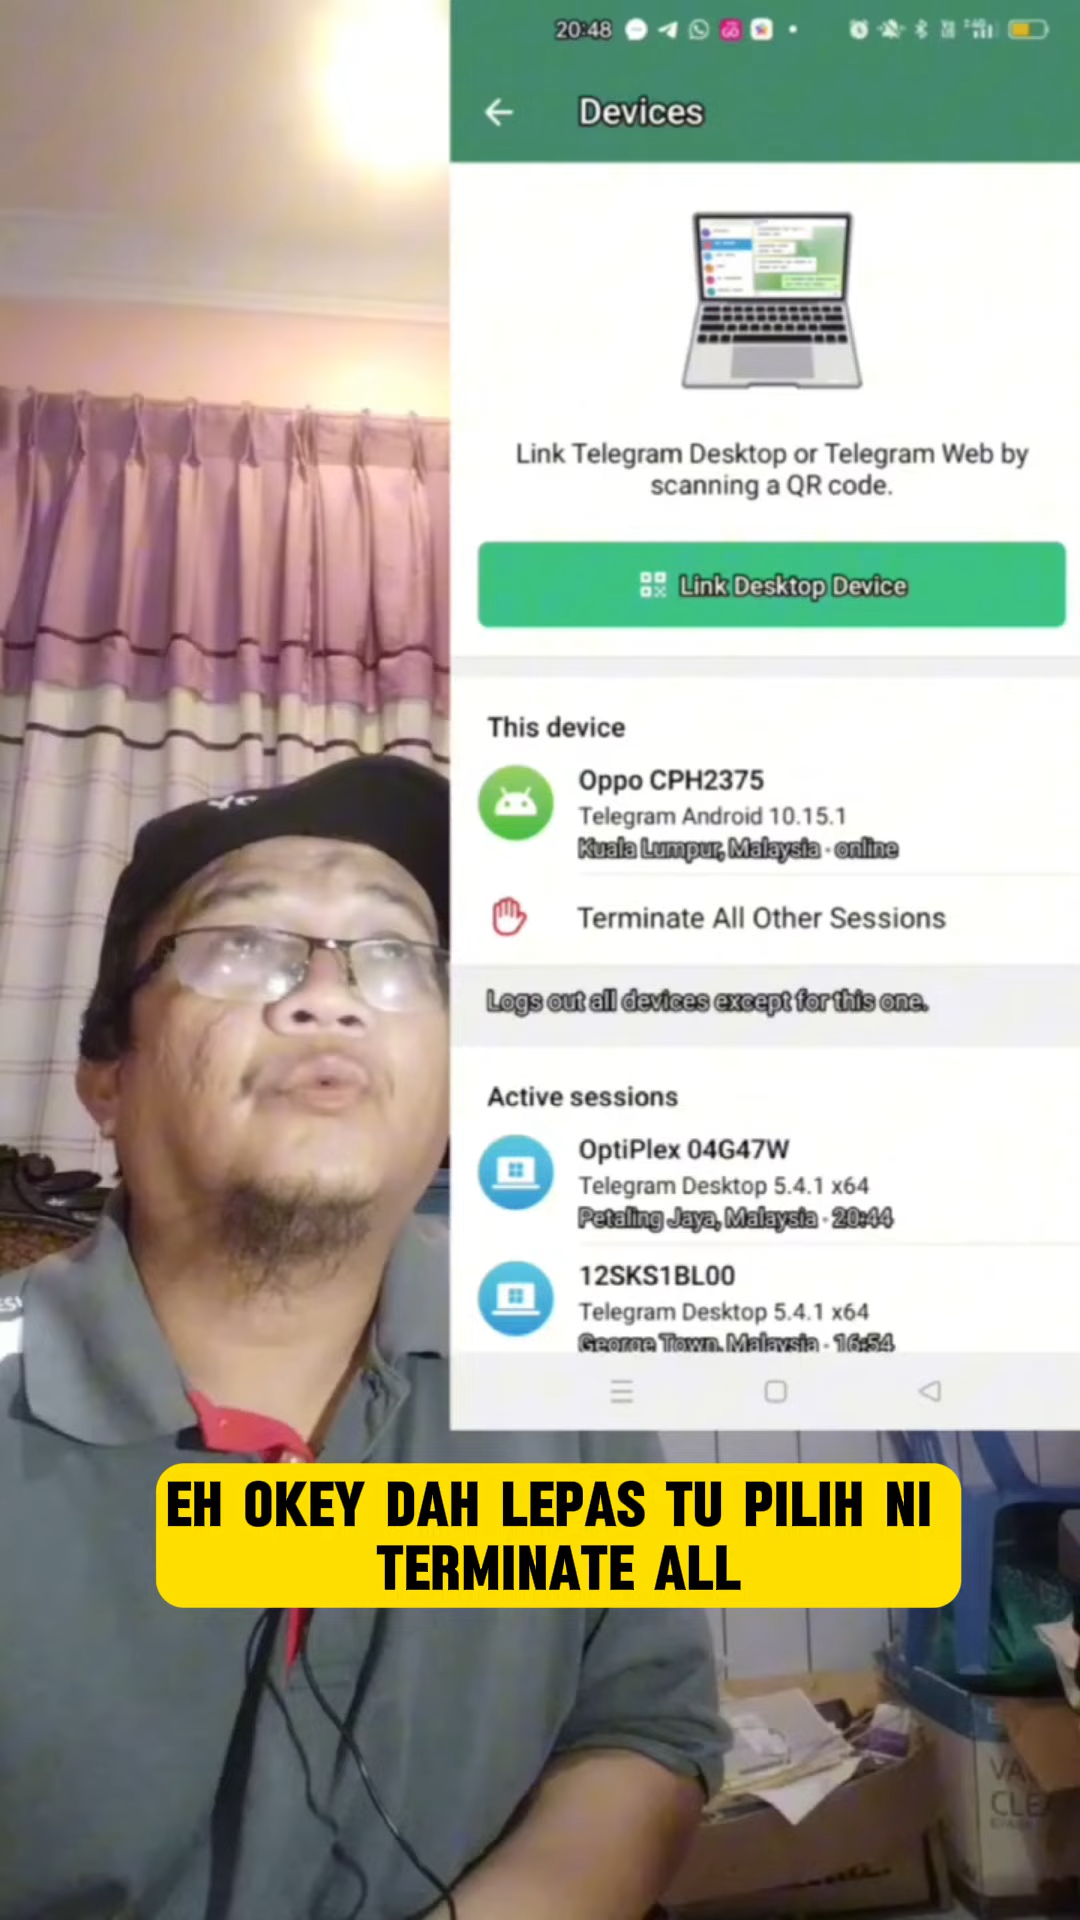 20:48
Devices
Link Telegram Desktop or Telegram Web by
scanning a QR code.
Link Desktop Device
This device
Oppo CPH2375
Telegram Android 10.15.1
Kuala Lumpur, Malaysia · online
Terminate All Other Sessions
Logs out all devices except for this one.
Active sessions
OptiPlex 04G47W
Telegram Desktop 5.4.1 x64
Petaling Jaya, Malaysia · 20:44
12SKS1BL00
Telegram Desktop 5.4.1 x64
George Town, Malaysia · 16:54
EH OKEY DAH LEPAS TU PILIH NI
TERMINATE ALL